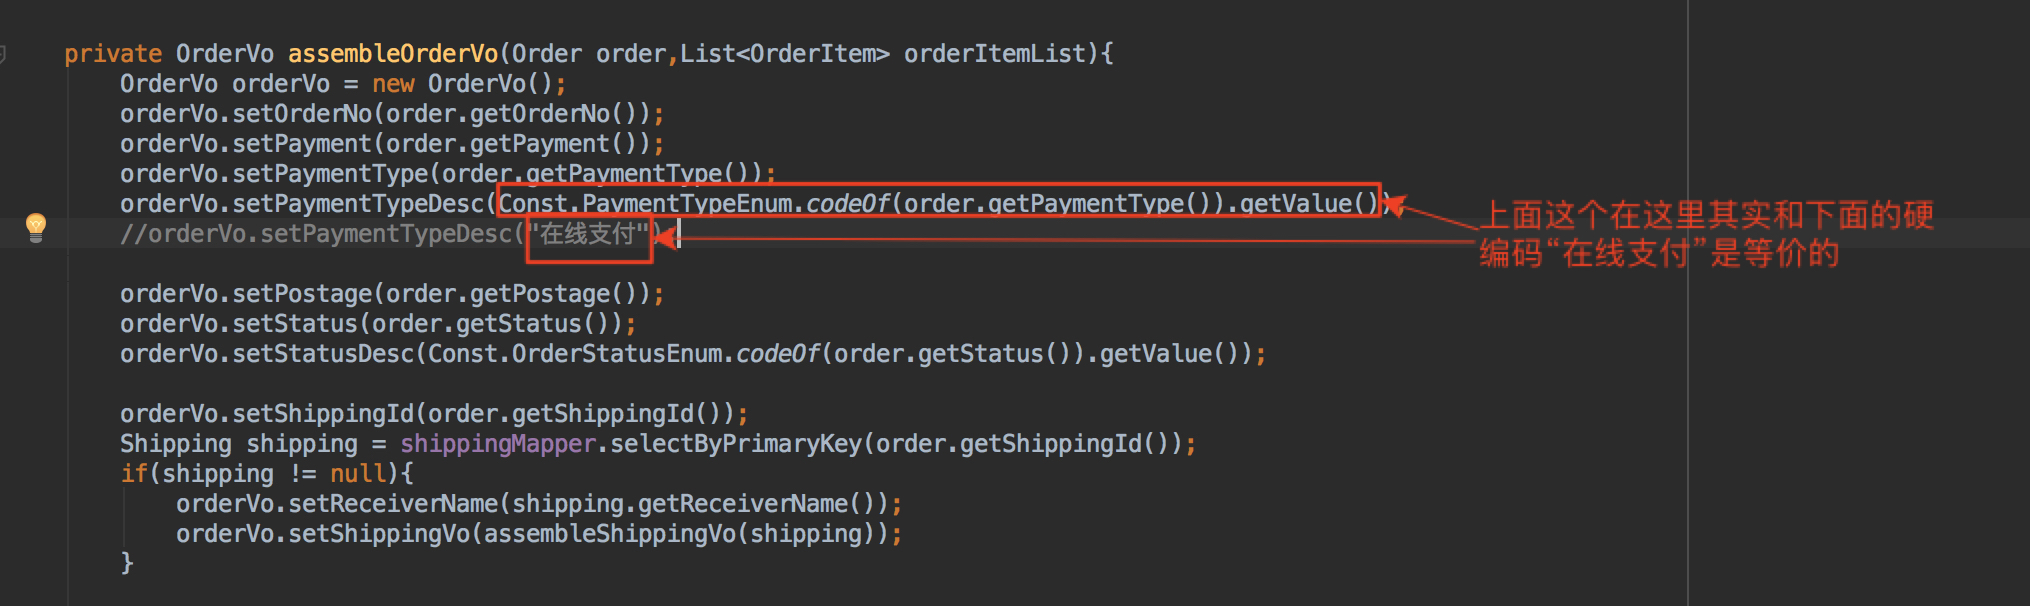 private OrderVo assembleOrderVo(Order order,List<OrderItem> orderItemList){
OrderVo orderVo = new OrderVo();
orderVo.setOrderNo(order.getOrderNo());
orderVo.setPayment(order.getPayment());
orderVo.setPaymentType(order.getPaymentType());
orderVo.setPaymentTypeDesc(Const.PaymentTypeEnum.codeOf(order.getPaymentType()).getValue());
//orderVo.setPaymentTypeDesc("在线支付");
上面这个在这里其实和下面的硬
编码“在线支付”是等价的
orderVo.setPostage(order.getPostage());
orderVo.setStatus(order.getStatus());
orderVo.setStatusDesc(Const.OrderStatusEnum.codeOf(order.getStatus()).getValue());
orderVo.setShippingId(order.getShippingId());
Shipping shipping = shippingMapper.selectByPrimaryKey(order.getShippingId());
if(shipping != null){
orderVo.setReceiverName(shipping.getReceiverName());
orderVo.setShippingVo(assembleShippingVo(shipping));
}